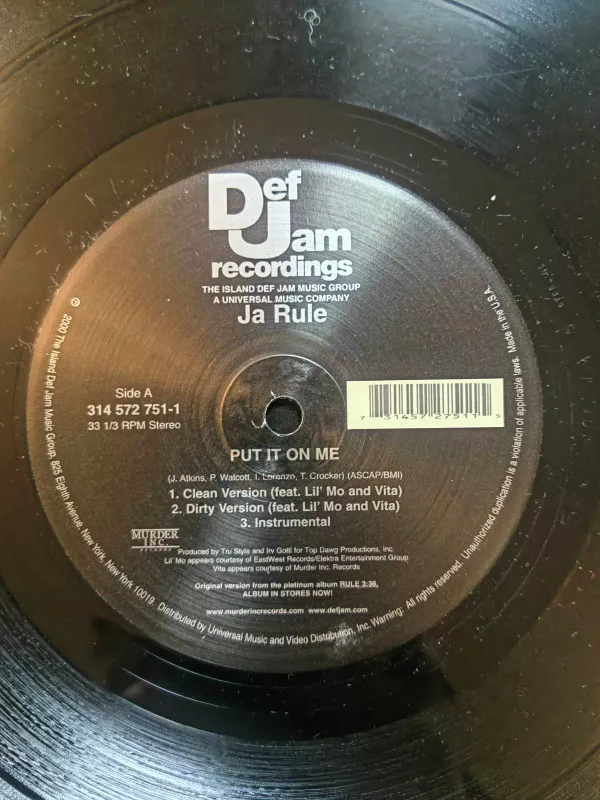 Def
Jam
recordings
THE ISLAND DEF JAM MUSIC GROUP
A UNIVERSAL MUSIC COMPANY
Ja Rule
Side A
314 572 751-1
33 1/3 RPM Stereo
7 31457 27511 5
PUT IT ON ME
(J. Atkins, P. Walcott, I. Lorenzo, T. Crocker) (ASCAP/BMI)
1. Clean Version (feat. Lil' Mo and Vita)
2. Dirty Version (feat. Lil' Mo and Vita)
3. Instrumental
MURDER
INC.
RECORDS
Produced by Tru Style and Irv Gotti for Top Dawg Productions, Inc.
Lil' Mo appears courtesy of EastWest Records/Elektra Entertainment Group
Vita appears courtesy of Murder Inc. Records
Original version from the platinum album RULE 3:36,
ALBUM IN STORES NOW!
www.murderincrecords.com www.defjam.com
℗ 2000 The Island Def Jam Music Group, 825 Eighth Avenue, New York, New York 10019 Distributed by Universal Music and Video Distribution, Inc. Warning: All rights reserved. Unauthorized duplication is a violation of applicable laws. Made in the U.S.A.